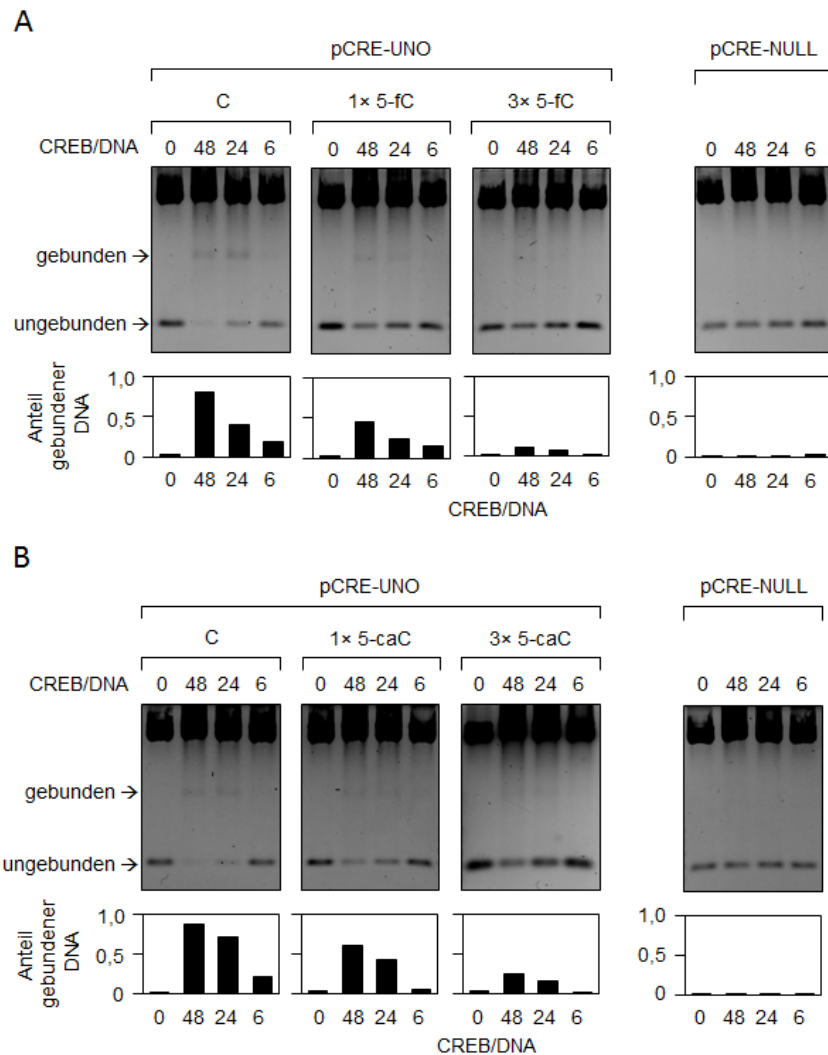 A
pCRE-UNO pCRE-NULL
C 1× 5-fC 3× 5-fC
CREB/DNA 0 48 24 6 0 48 24 6 0 48 24 6 0 48 24 6
gebunden →
ungebunden →
Anteil gebundener DNA
1,0 1,0
0,5 0,5
0 0
0 48 24 6 0 48 24 6 0 48 24 6 0 48 24 6
CREB/DNA
B
pCRE-UNO pCRE-NULL
C 1× 5-caC 3× 5-caC
CREB/DNA 0 48 24 6 0 48 24 6 0 48 24 6 0 48 24 6
gebunden →
ungebunden →
Anteil gebundener DNA
1,0 1,0
0,5 0,5
0 0
0 48 24 6 0 48 24 6 0 48 24 6 0 48 24 6
CREB/DNA